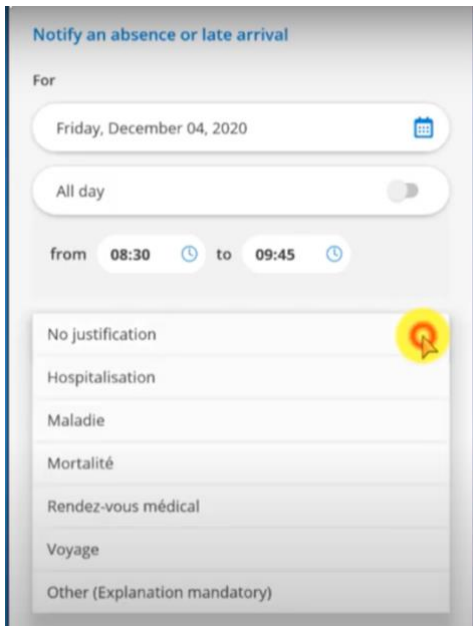 Notify an absence or late arrival
For
Friday, December 04, 2020
All day
from 08:30 to 09:45
No justification
Hospitalisation
Maladie
Mortalité
Rendez-vous médical
Voyage
Other (Explanation mandatory)